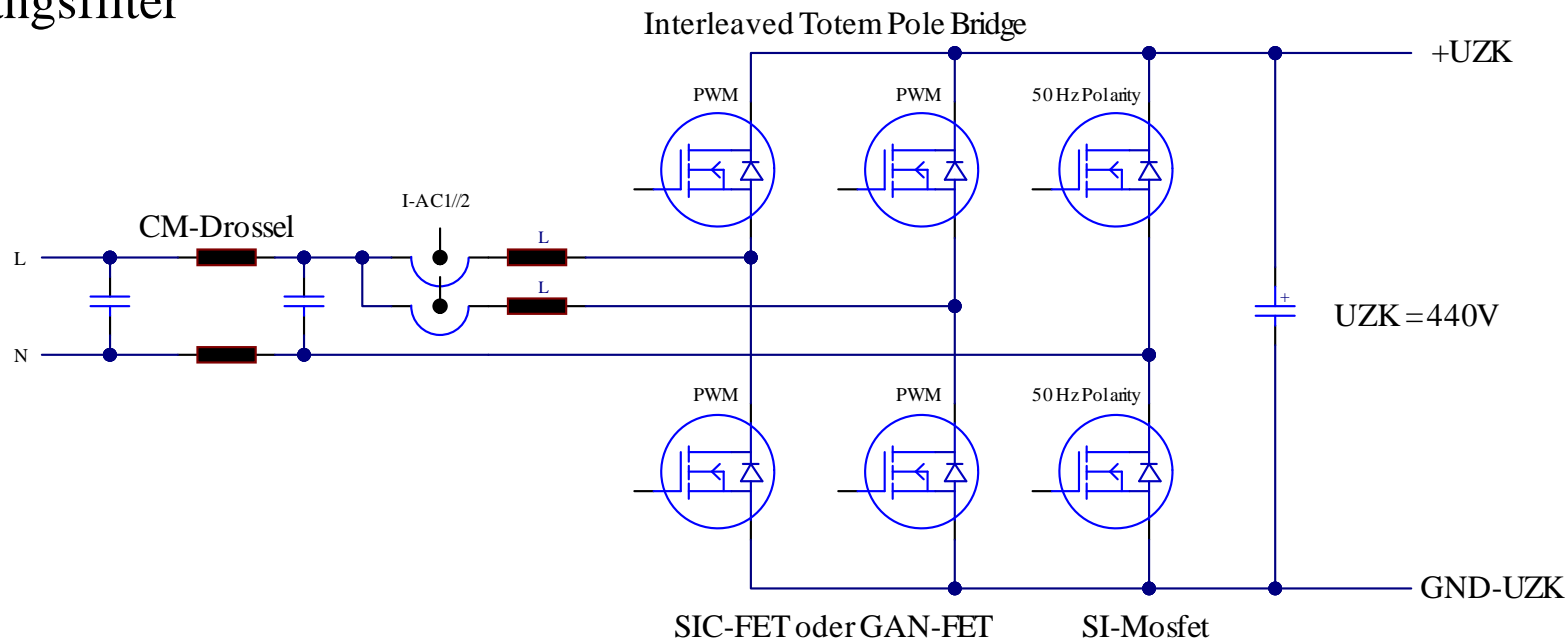 Interleaved Totem Pole Bridge
+UZK
PWM
PWM
50 Hz Polarity
I-AC1//2
CM-Drossel
L
L
L
+
UZK = 440V
N
PWM
PWM
50 Hz Polarity
GND-UZK
SIC-FET oder GAN-FET
SI-Mosfet